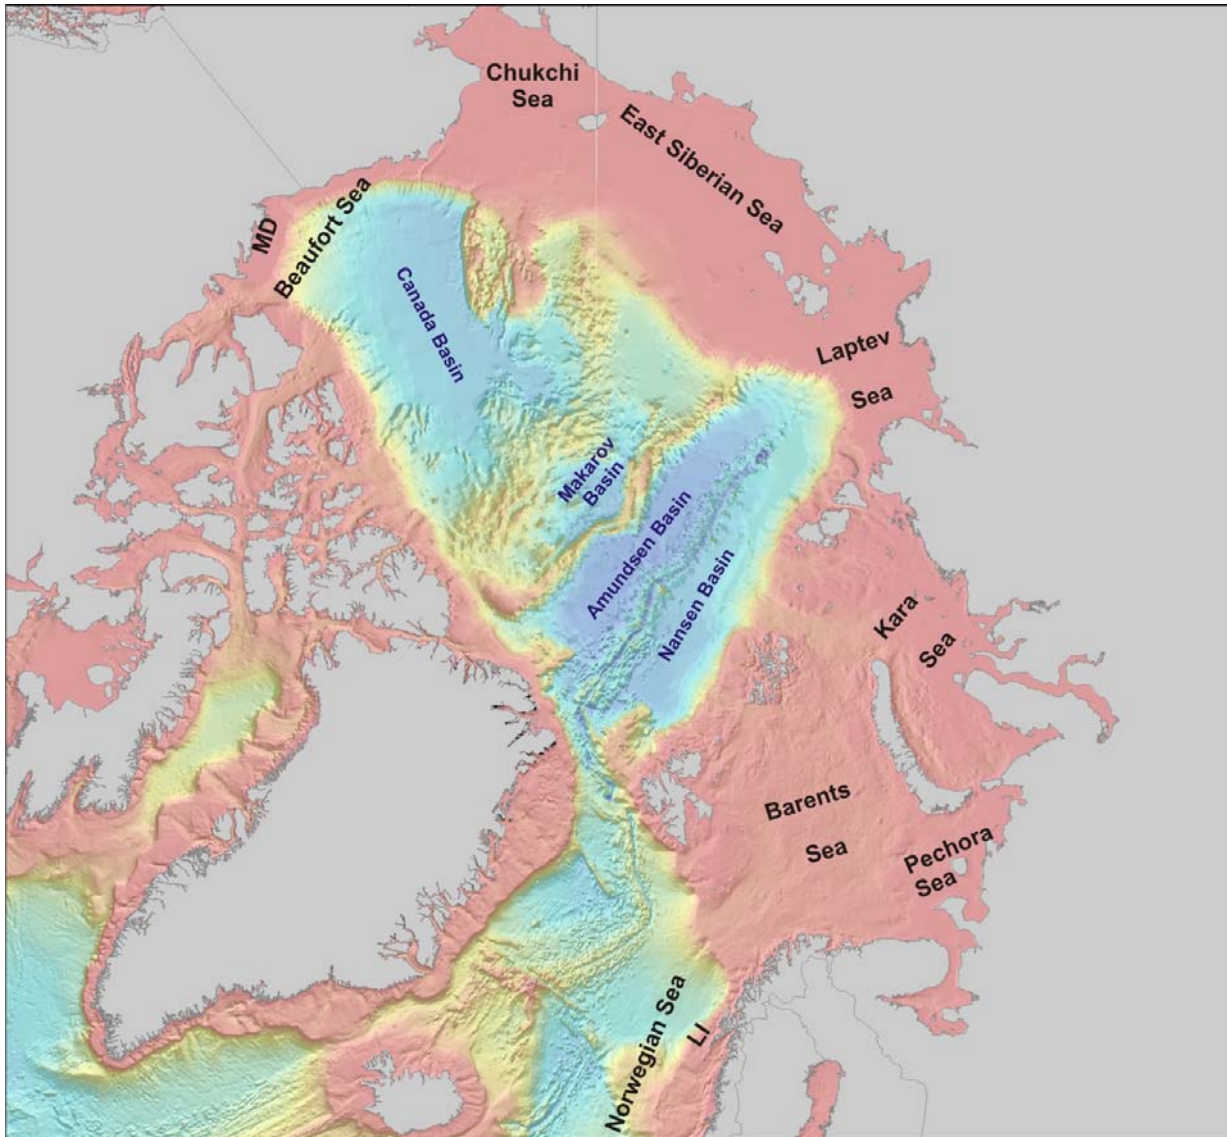 Chukchi
Sea
East Siberian Sea
MD
Beaufort Sea
Canada Basin
Laptev
Sea
Makarov
Basin
Amundsen Basin
Nansen Basin
Kara
Sea
Barents
Sea
Pechora
Sea
Norwegian Sea
LI